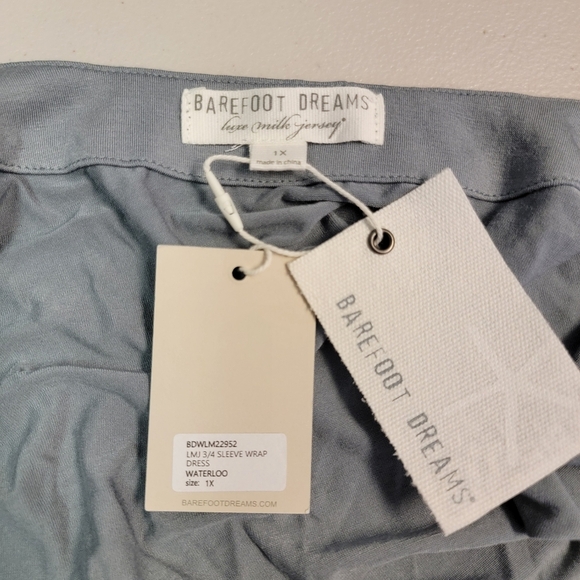 BAREFOOT DREAMS
luxe milk jersey®
1X
made in china
BAREFOOT DREAMS®
BDWLM22952
LMJ 3/4 SLEEVE WRAP
DRESS
WATERLOO
size: 1X
BAREFOOTDREAMS.COM